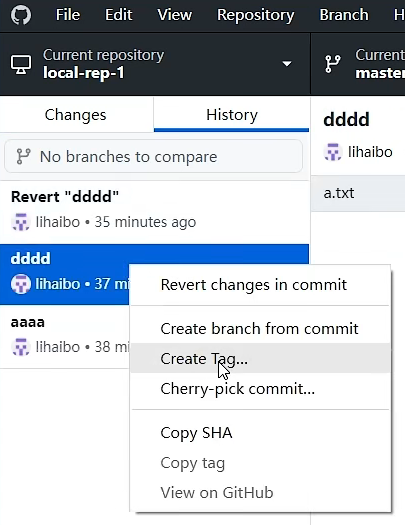 File Edit View Repository Branch H
Current repository
local-rep-1
Current
master
Changes
History
dddd
lihaibo
No branches to compare
a.txt
Revert "dddd"
lihaibo • 35 minutes ago
dddd
lihaibo • 37 mi
aaaa
lihaibo • 38 mi
Revert changes in commit
Create branch from commit
Create Tag...
Cherry-pick commit...
Copy SHA
Copy tag
View on GitHub